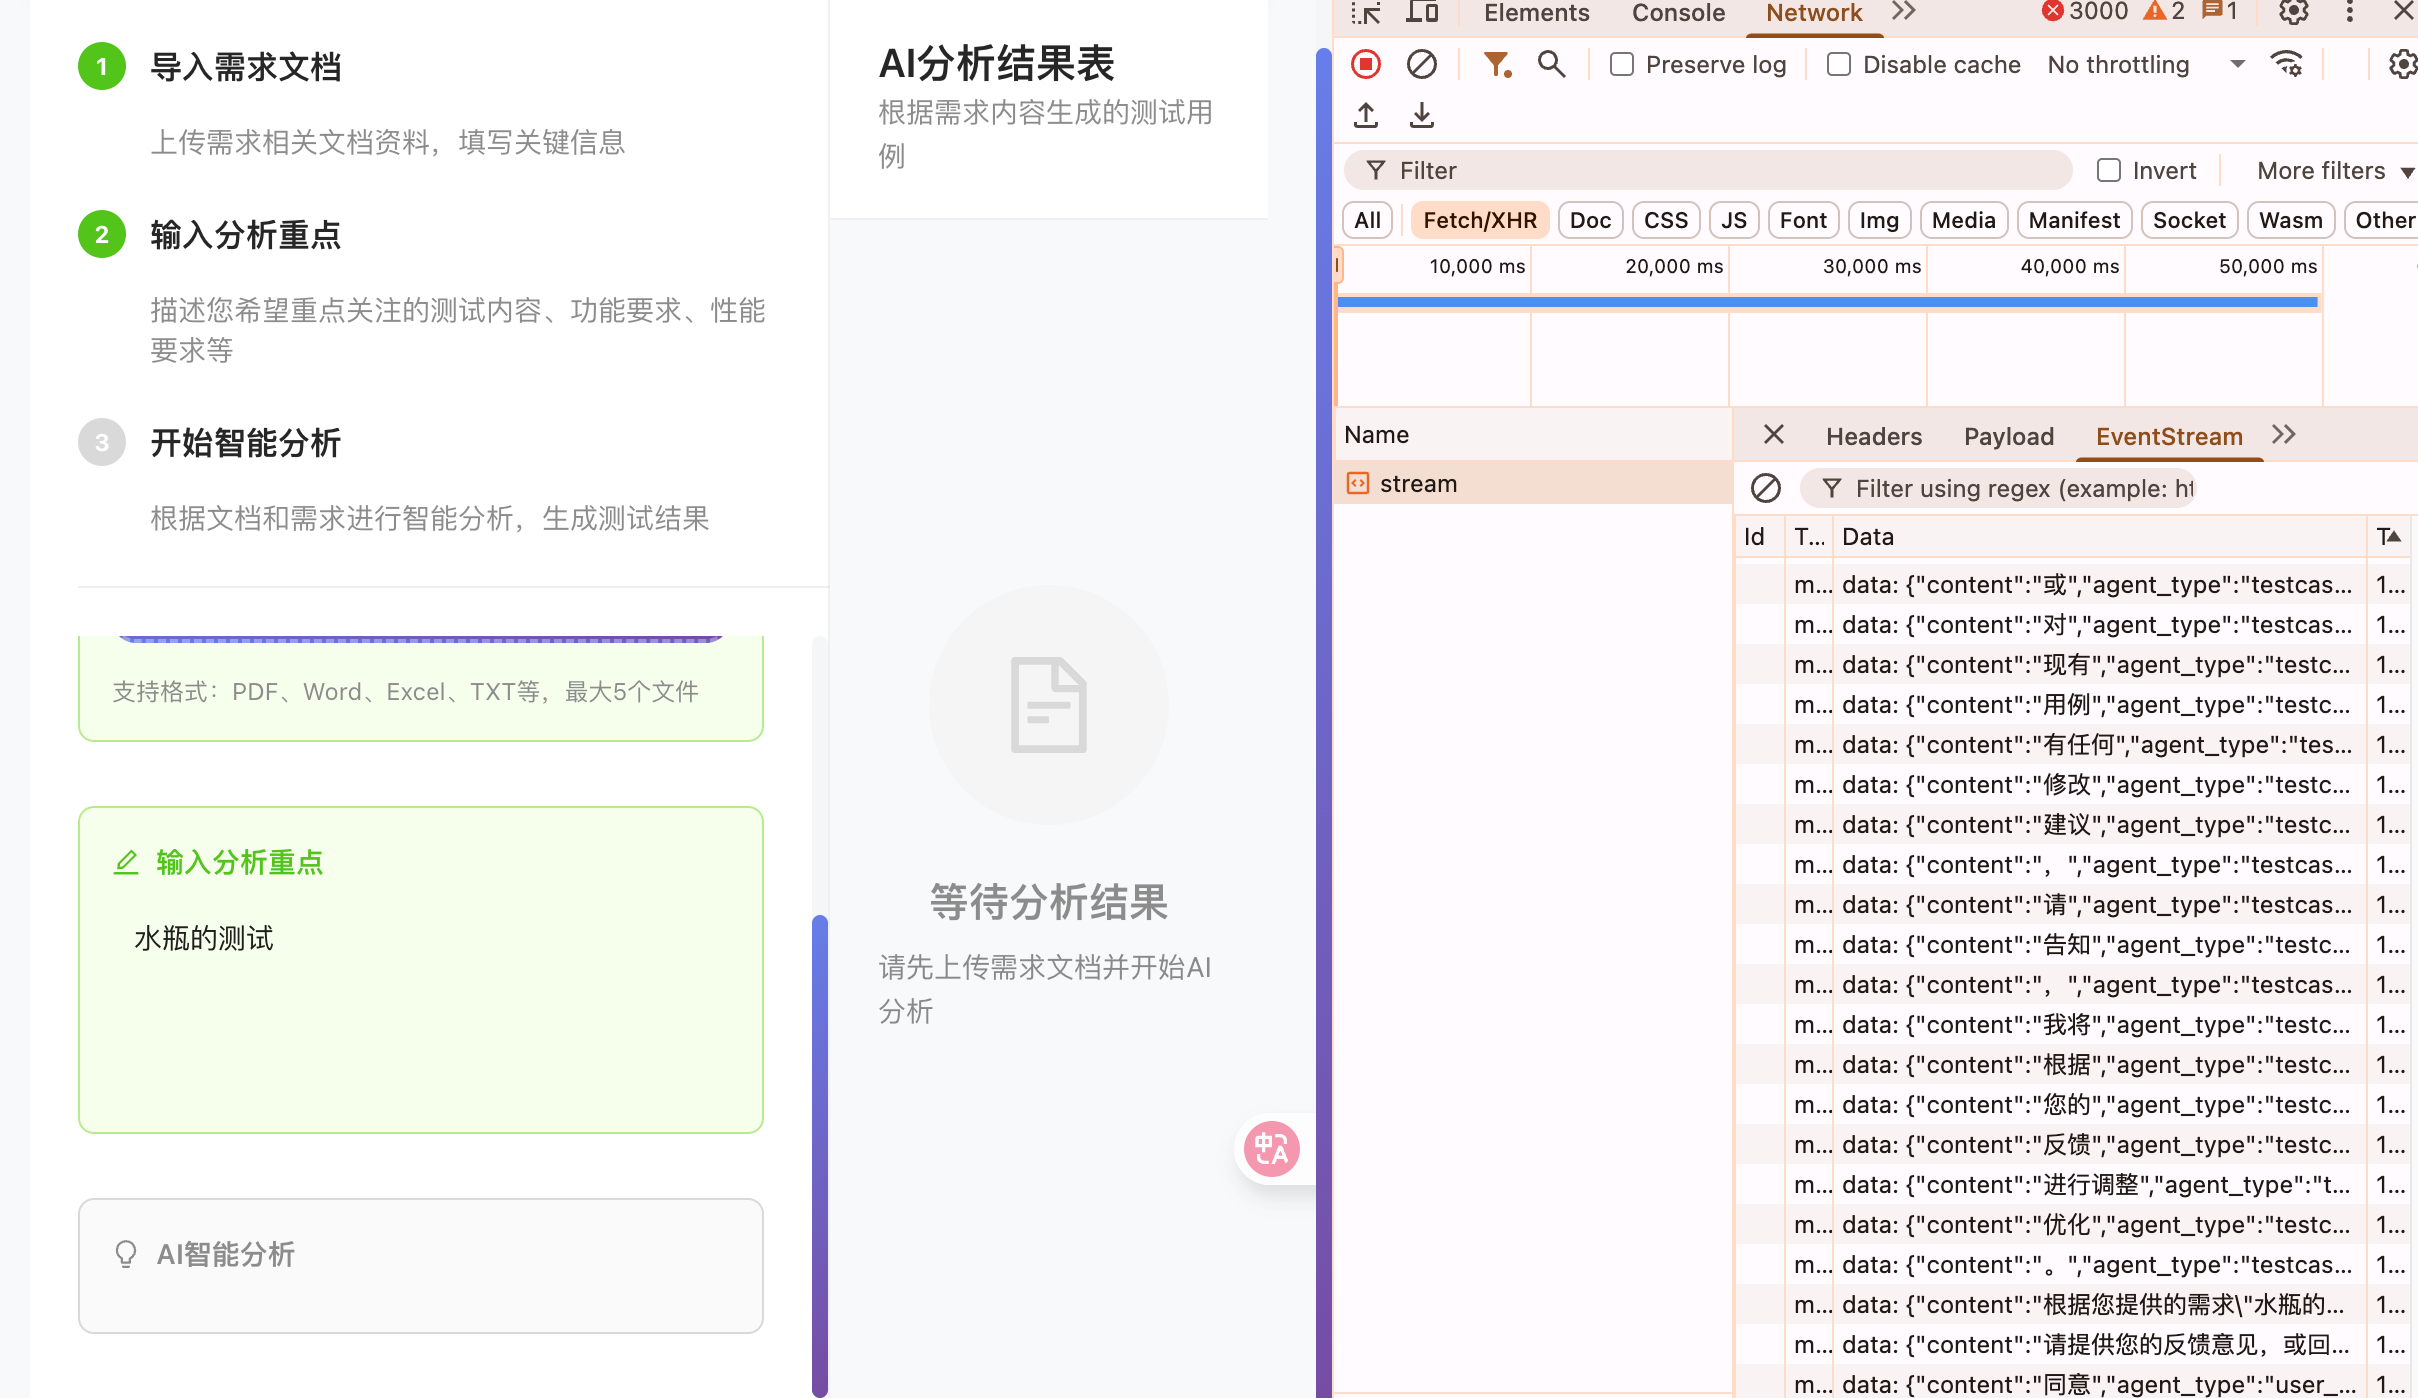 1
导入需求文档
上传需求相关文档资料，填写关键信息
2
输入分析重点
描述您希望重点关注的测试内容、功能要求、性能
要求等
3
开始智能分析
根据文档和需求进行智能分析，生成测试结果
支持格式：PDF、Word、Excel、TXT等，最大5个文件
输入分析重点
水瓶的测试
AI智能分析
AI分析结果表
根据需求内容生成的测试用
例
等待分析结果
请先上传需求文档并开始AI
分析
中A
Elements Console Network 3000 2 1
Preserve log Disable cache No throttling
Filter Invert More filters
All Fetch/XHR Doc CSS JS Font Img Media Manifest Socket Wasm Other
10,000 ms 20,000 ms 30,000 ms 40,000 ms 50,000 ms
Name
stream
Headers Payload EventStream
Filter using regex (example: ht
Id T... Data T
m... data: {"content":"或","agent_type":"testcas... 1...
m... data: {"content":"对","agent_type":"testcas... 1...
m... data: {"content":"现有","agent_type":"testc... 1...
m... data: {"content":"用例","agent_type":"testc... 1...
m... data: {"content":"有任何","agent_type":"tes... 1...
m... data: {"content":"修改","agent_type":"testc... 1...
m... data: {"content":"建议","agent_type":"testc... 1...
m... data: {"content":"，","agent_type":"testcas... 1...
m... data: {"content":"请","agent_type":"testcas... 1...
m... data: {"content":"告知","agent_type":"testc... 1...
m... data: {"content":"，","agent_type":"testcas... 1...
m... data: {"content":"我将","agent_type":"testc... 1...
m... data: {"content":"根据","agent_type":"testc... 1...
m... data: {"content":"您的","agent_type":"testc... 1...
m... data: {"content":"反馈","agent_type":"testc... 1...
m... data: {"content":"进行调整","agent_type":"t... 1...
m... data: {"content":"优化","agent_type":"testc... 1...
m... data: {"content":"。","agent_type":"testcas... 1...
m... data: {"content":"根据您提供的需求\"水瓶的... 1...
m... data: {"content":"请提供您的反馈意见，或回... 1...
m... data: {"content":"同意","agent_type":"user_... 1...